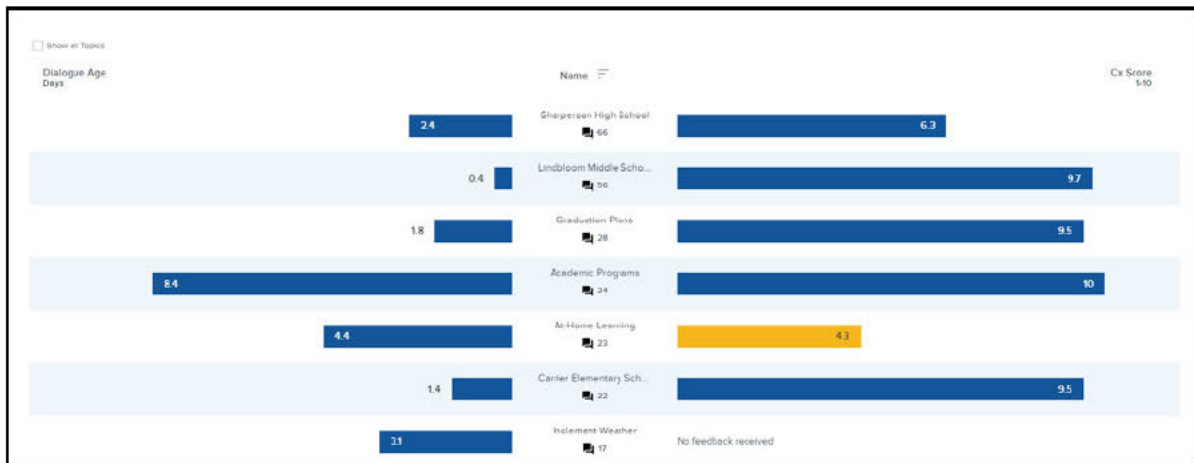 Show all Topics
Dialogue Age
Days
Name
Cx Score
1-10
2.4
Sharperson High School
66
6.3
0.4
Lindbloom Middle Scho...
56
9.7
1.8
Graduation Plans
28
9.5
8.4
Academic Programs
24
10
4.4
At-Home Learning
23
4.3
1.4
Carrier Elementary Sch...
22
9.5
3.1
Inclement Weather
17
No feedback received